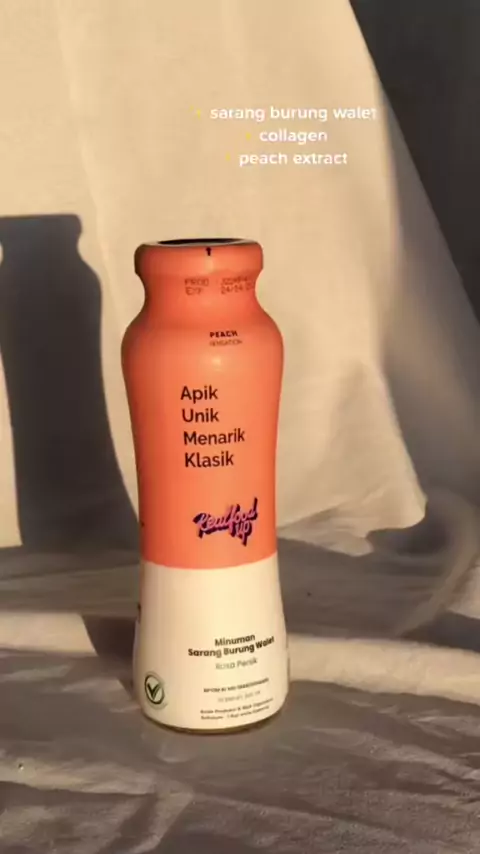 sarang burung walet
collagen
peach extract
PROD
EXP
PEACH
SENSATION
Apik
Unik
Menarik
Klasik
Realfood
up
Minuman
Sarang Burung Walet
Rasa Persik